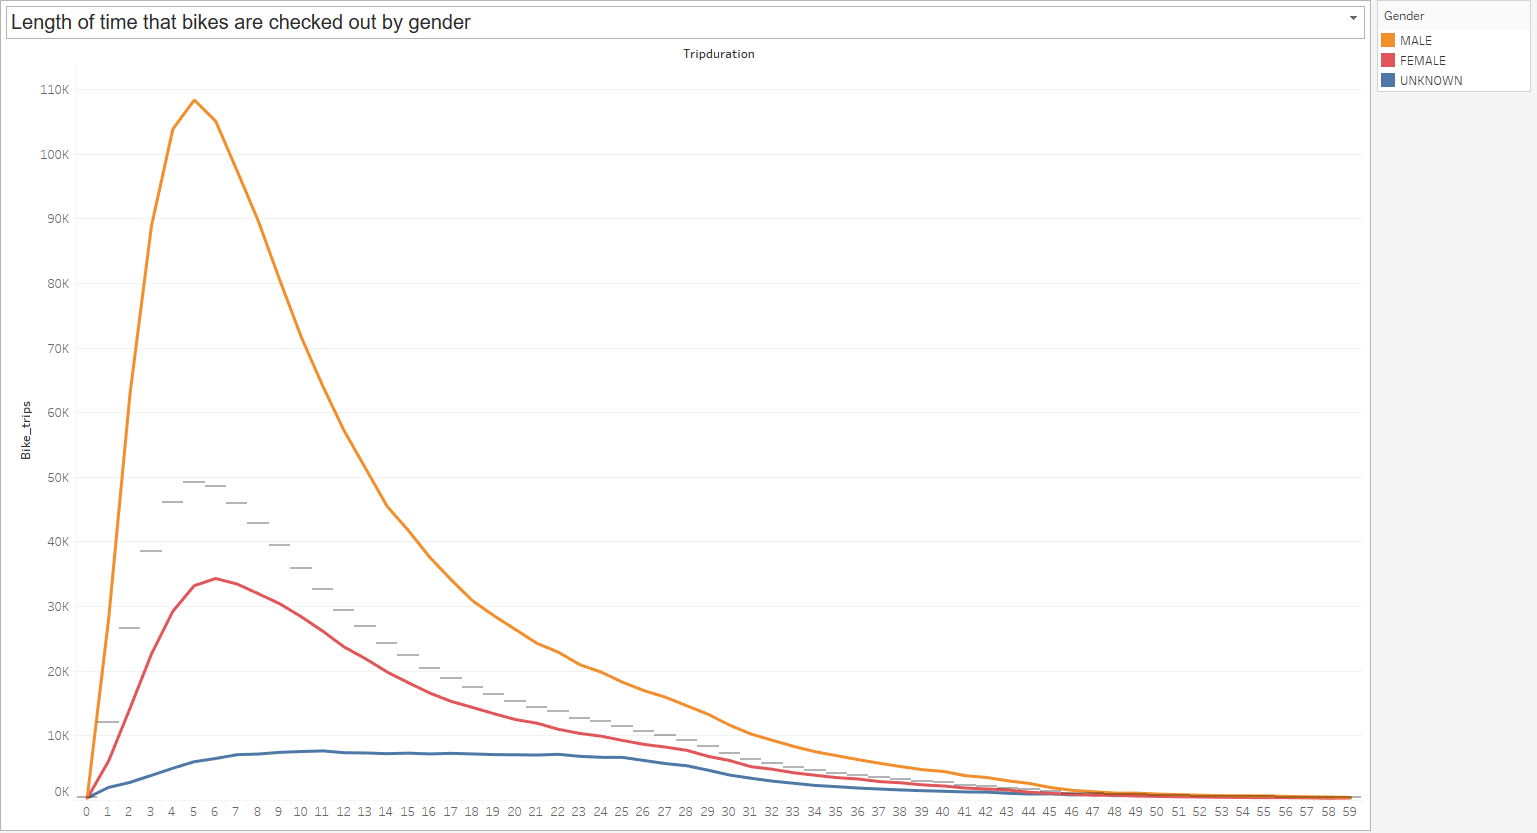 Length of time that bikes are checked out by gender
Gender
MALE
FEMALE
UNKNOWN
Tripduration
110K
100K
90K
80K
70K
60K
50K
40K
30K
20K
10K
0K
Bike_trips
0 1 2 3 4 5 6 7 8 9 10 11 12 13 14 15 16 17 18 19 20 21 22 23 24 25 26 27 28 29 30 31 32 33 34 35 36 37 38 39 40 41 42 43 44 45 46 47 48 49 50 51 52 53 54 55 56 57 58 59